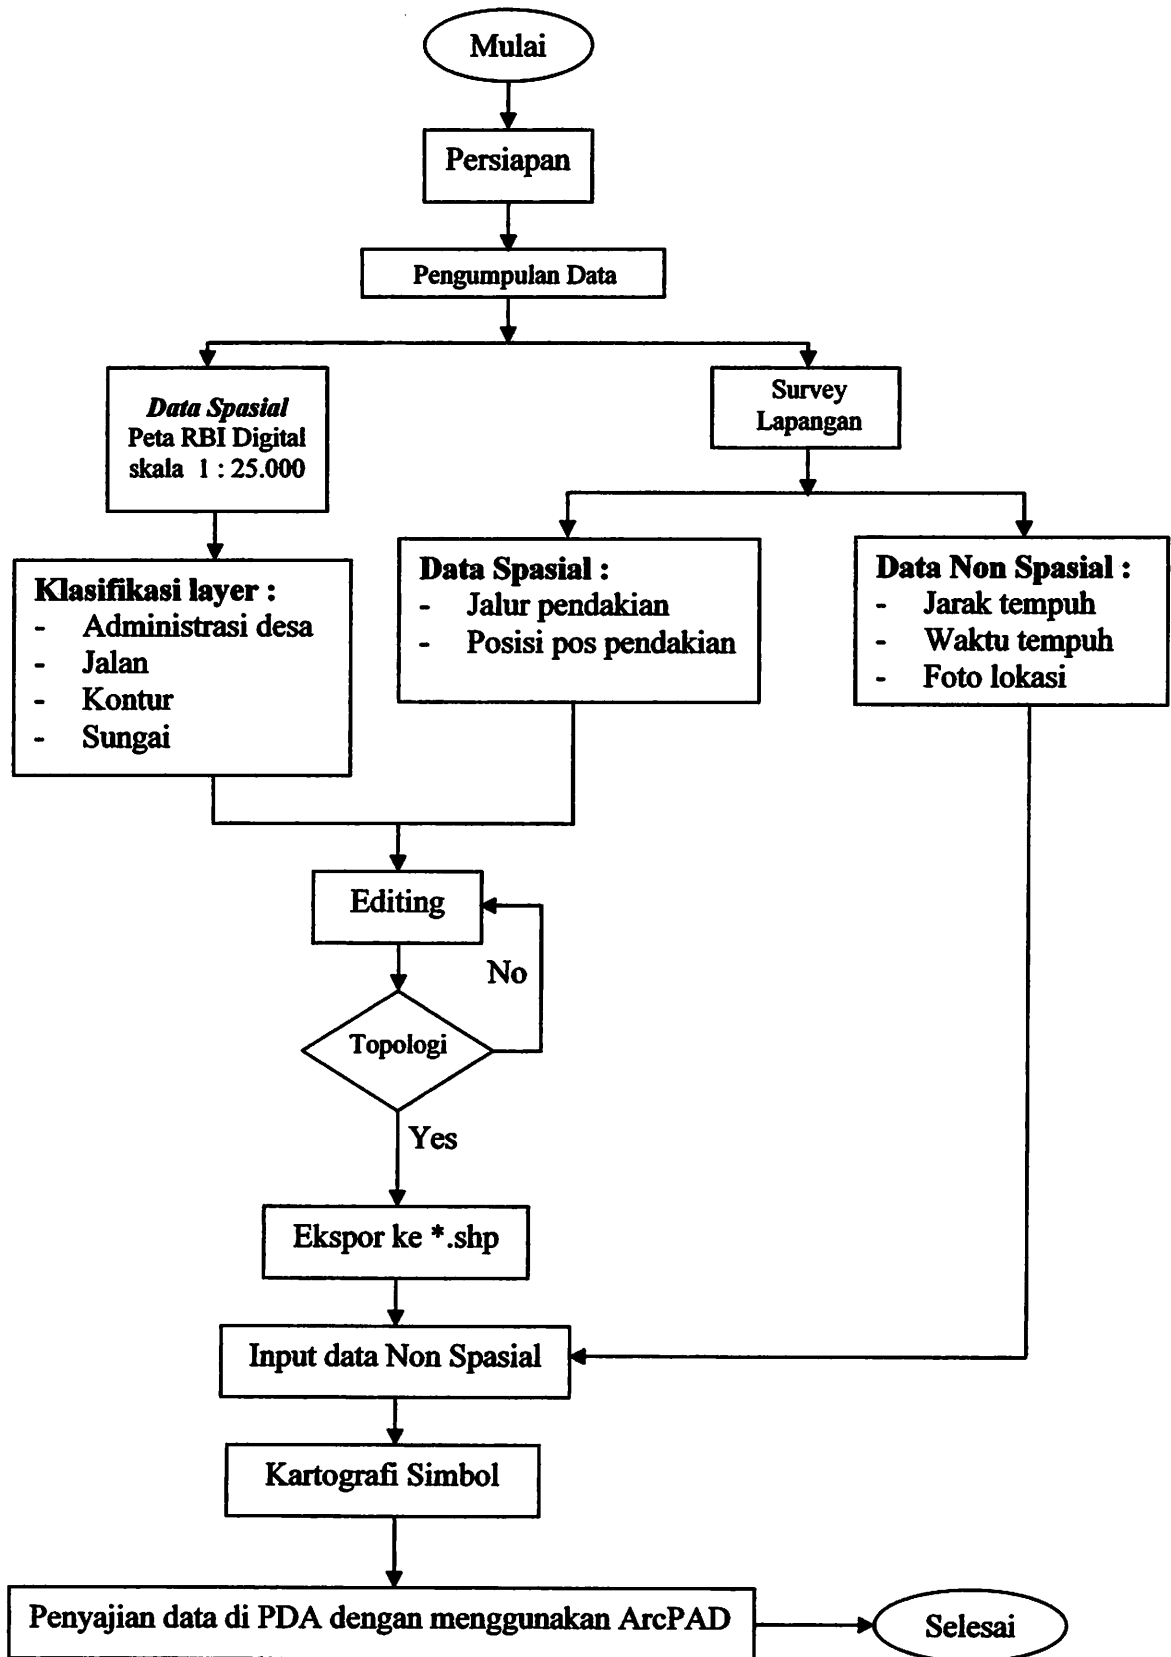 Mulai
Persiapan
Pengumpulan Data
Data Spasial
Peta RBI Digital
skala 1 : 25.000
Survey
Lapangan
Klasifikasi layer :
- Administrasi desa
- Jalan
- Kontur
- Sungai
Data Spasial :
- Jalur pendakian
- Posisi pos pendakian
Data Non Spasial :
- Jarak tempuh
- Waktu tempuh
- Foto lokasi
Editing
No
Topologi
Yes
Ekspor ke *.shp
Input data Non Spasial
Kartografi Simbol
Penyajian data di PDA dengan menggunakan ArcPAD
Selesai